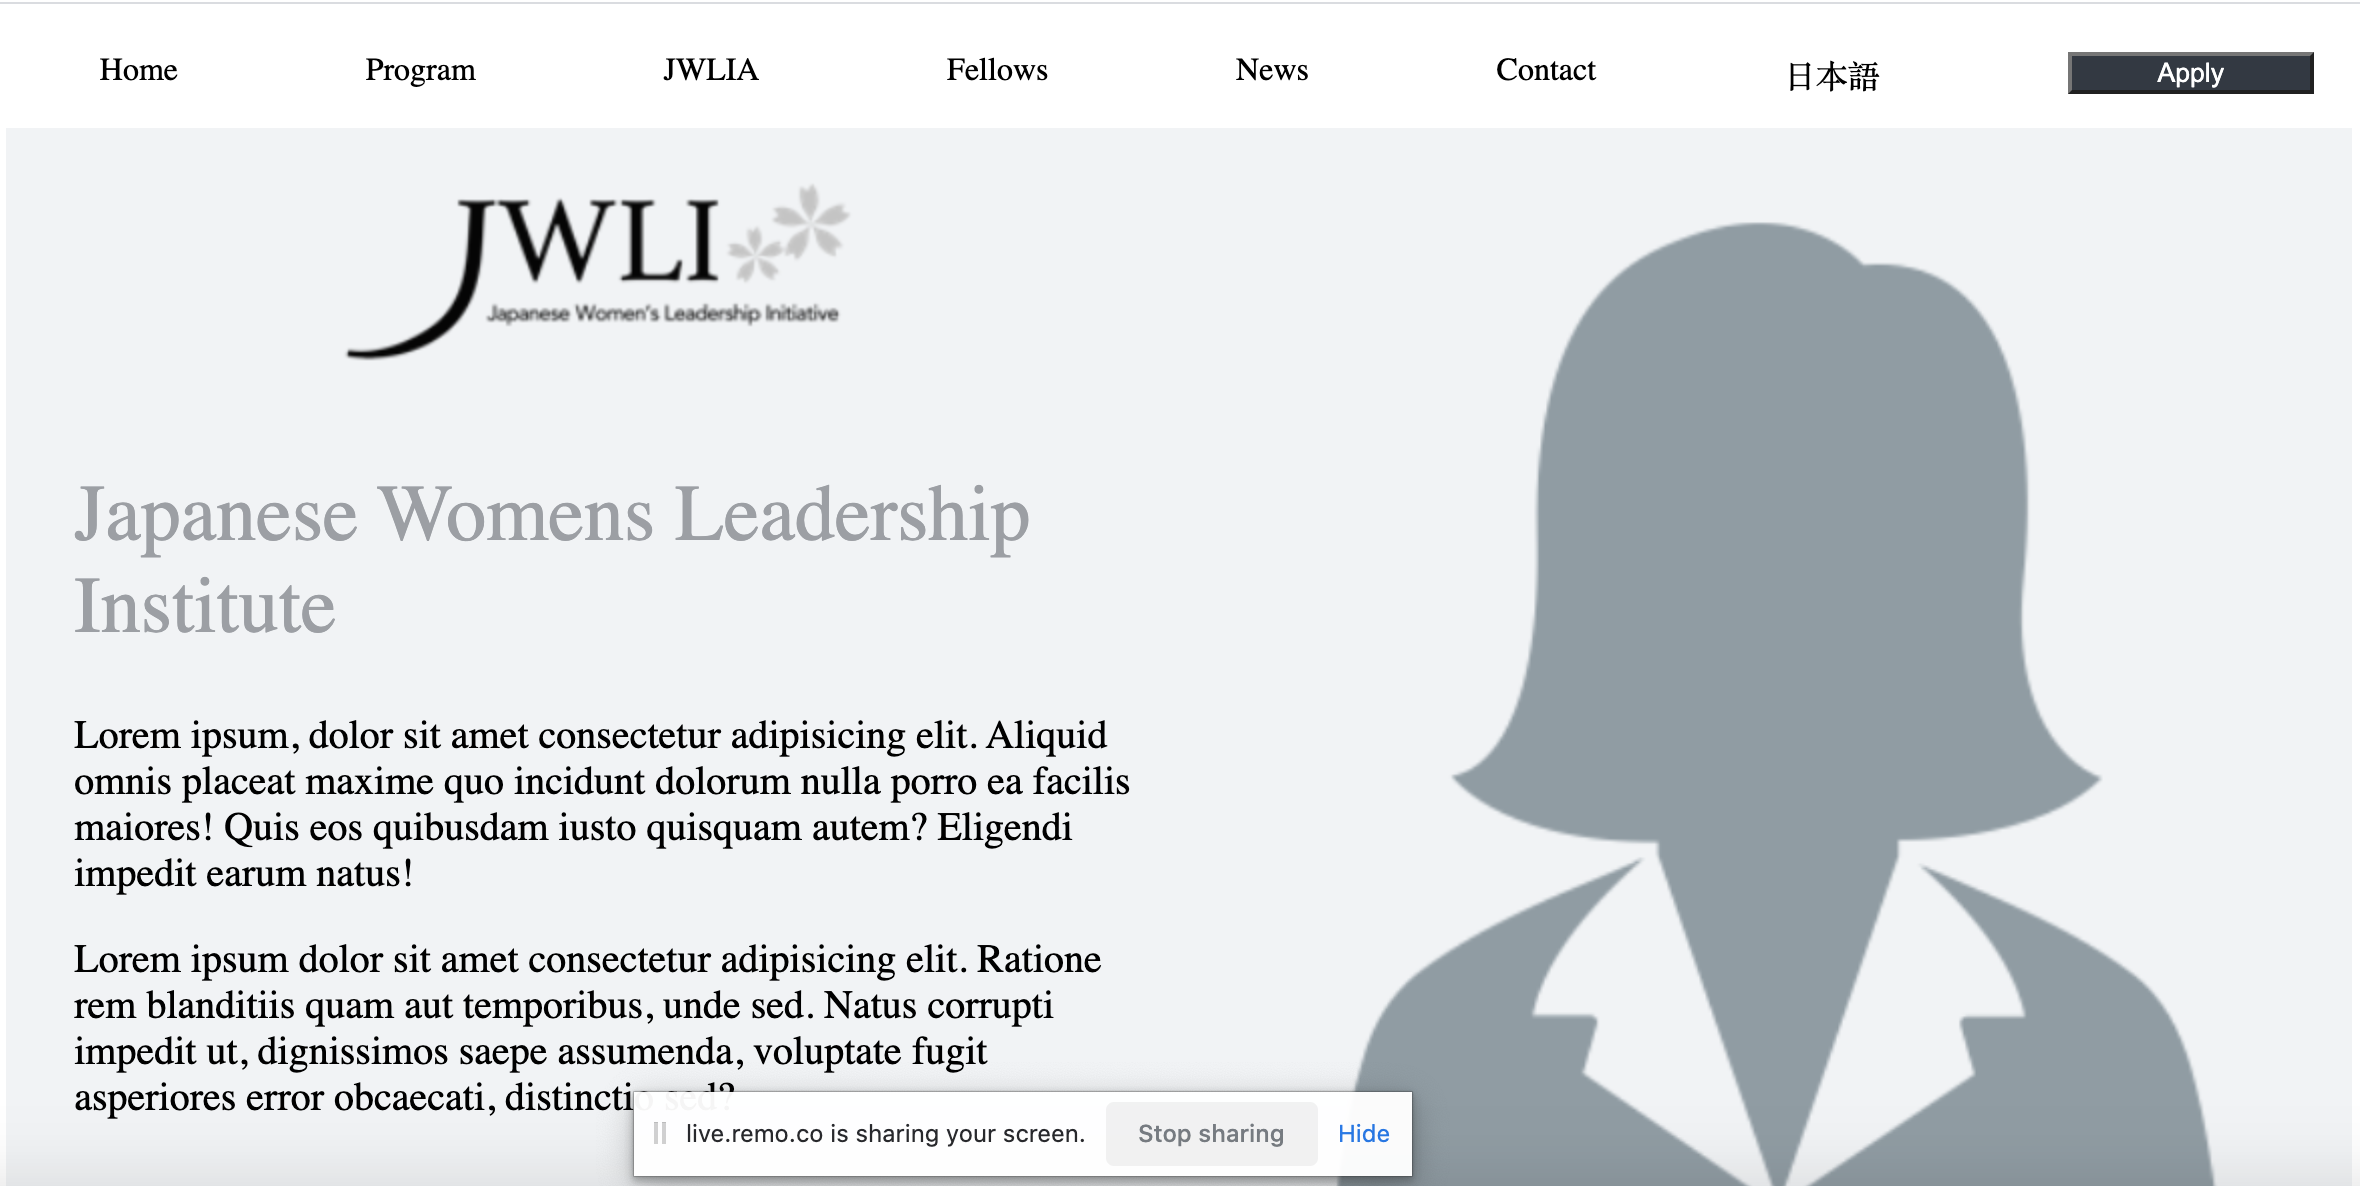 Home Program JWLIA Fellows News Contact 日本語 Apply
JWLI
Japanese Women's Leadership Initiative
Japanese Womens Leadership
Institute
Lorem ipsum, dolor sit amet consectetur adipisicing elit. Aliquid
omnis placeat maxime quo incidunt dolorum nulla porro ea facilis
maiores! Quis eos quibusdam iusto quisquam autem? Eligendi
impedit earum natus!
Lorem ipsum dolor sit amet consectetur adipisicing elit. Ratione
rem blanditiis quam aut temporibus, unde sed. Natus corrupti
impedit ut, dignissimos saepe assumenda, voluptate fugit
asperiores error obcaecati, distinctio sed?
live.remo.co is sharing your screen. Stop sharing Hide